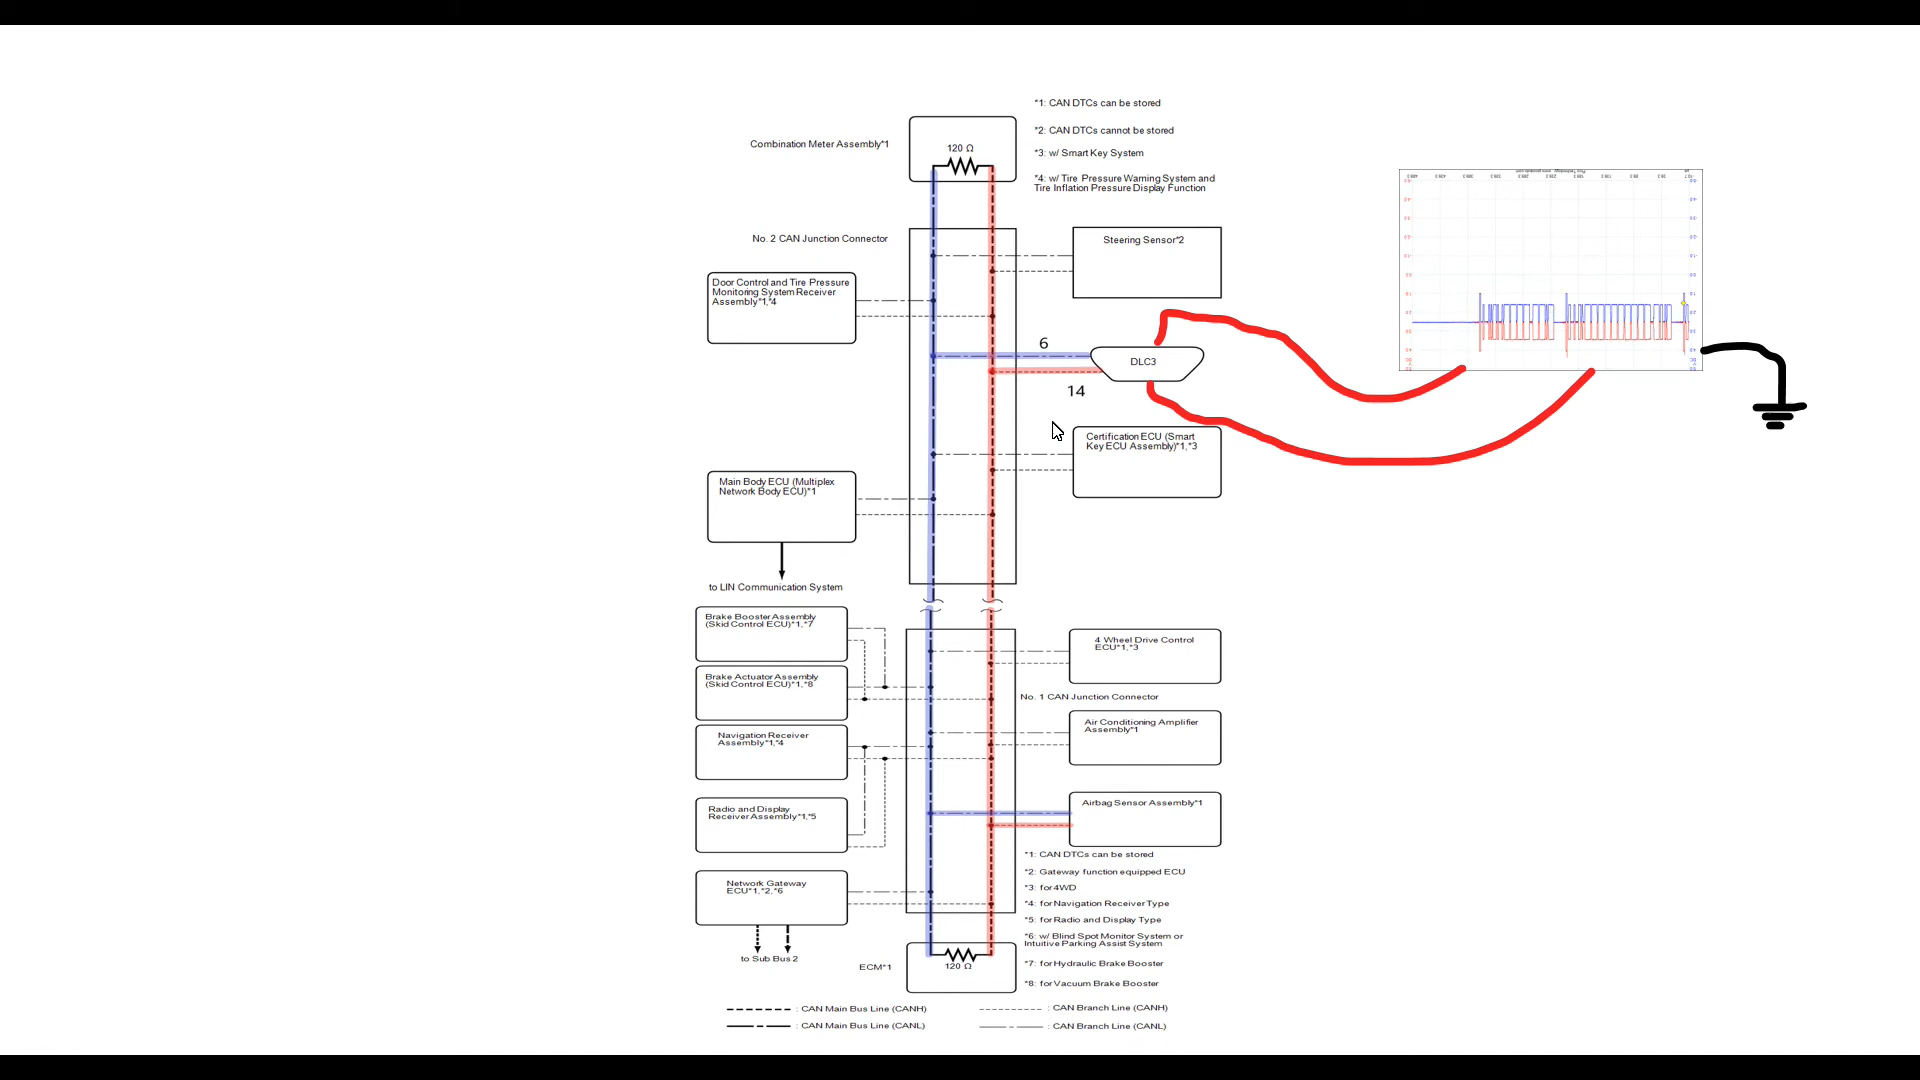 *1: CAN DTCs can be stored
Combination Meter Assembly*1
120 Ω
*2: CAN DTCs cannot be stored
*3: w/ Smart Key System
*4: w/ Tire Pressure Warning System and
Tire Inflation Pressure Display Function
No. 2 CAN Junction Connector
Steering Sensor*2
Door Control and Tire Pressure
Monitoring System Receiver
Assembly*1,*4
6
DLC3
14
Certification ECU (Smart
Key ECU Assembly)*1,*3
Main Body ECU (Multiplex
Network Body ECU)*1
to LIN Communication System
Brake Booster Assembly
(Skid Control ECU)*1,*7
4 Wheel Drive Control
ECU*1,*3
Brake Actuator Assembly
(Skid Control ECU)*1,*8
No. 1 CAN Junction Connector
Navigation Receiver
Assembly*1,*4
Air Conditioning Amplifier
Assembly*1
Radio and Display
Receiver Assembly*1,*5
Airbag Sensor Assembly*1
Network Gateway
ECU*1,*2,*6
to Sub Bus 2
*1: CAN DTCs can be stored
*2: Gateway function equipped ECU
*3: for 4WD
*4: for Navigation Receiver Type
*5: for Radio and Display Type
*6: w/ Blind Spot Monitor System or
Intuitive Parking Assist System
*7: for Hydraulic Brake Booster
*8: for Vacuum Brake Booster
ECM*1
120 Ω
: CAN Main Bus Line (CANH)
: CAN Main Bus Line (CANL)
: CAN Branch Line (CANH)
: CAN Branch Line (CANL)